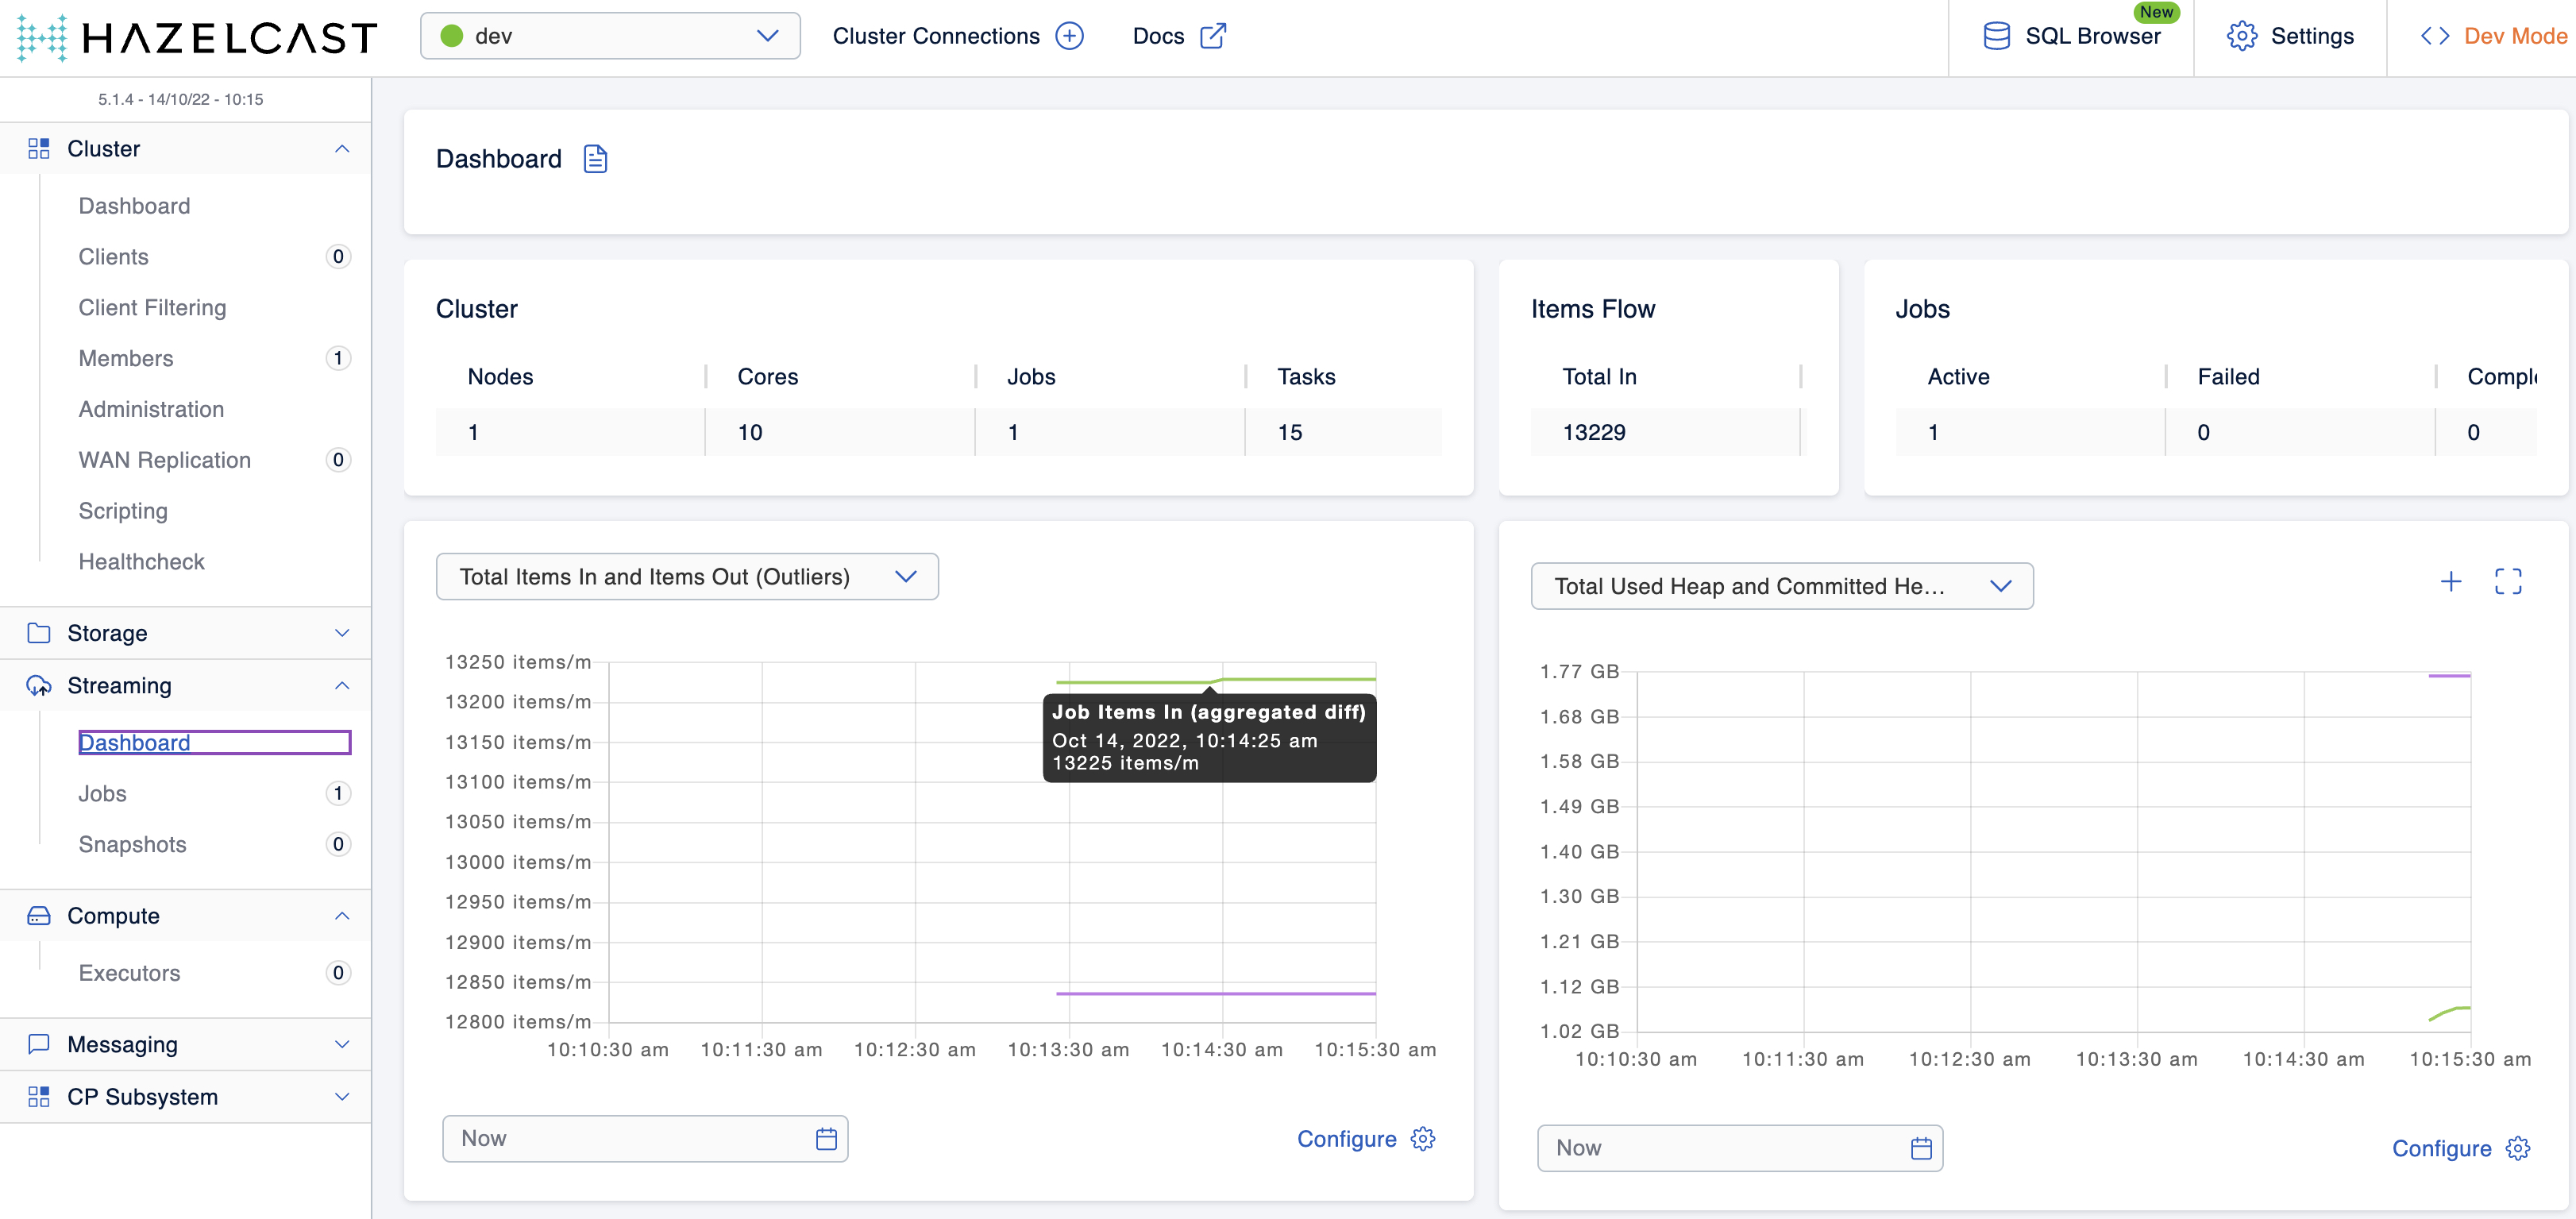 HAZELCAST
dev
Cluster Connections
Docs
SQL Browser
New
Settings
Dev Mode
5.1.4 - 14/10/22 - 10:15
Cluster
Dashboard
Clients 0
Client Filtering
Members 1
Administration
WAN Replication 0
Scripting
Healthcheck
Storage
Streaming
Dashboard
Jobs 1
Snapshots 0
Compute
Executors 0
Messaging
CP Subsystem
Dashboard
Cluster
Nodes Cores Jobs Tasks
1 10 1 15
Items Flow
Total In
13229
Jobs
Active Failed Compl
1 0 0
Total Items In and Items Out (Outliers)
13250 items/m
13200 items/m
13150 items/m
13100 items/m
13050 items/m
13000 items/m
12950 items/m
12900 items/m
12850 items/m
12800 items/m
Job Items In (aggregated diff)
Oct 14, 2022, 10:14:25 am
13225 items/m
10:10:30 am 10:11:30 am 10:12:30 am 10:13:30 am 10:14:30 am 10:15:30 am
Now
Configure
Total Used Heap and Committed He...
1.77 GB
1.68 GB
1.58 GB
1.49 GB
1.40 GB
1.30 GB
1.21 GB
1.12 GB
1.02 GB
10:10:30 am 10:11:30 am 10:12:30 am 10:13:30 am 10:14:30 am 10:15:30 am
Now
Configure